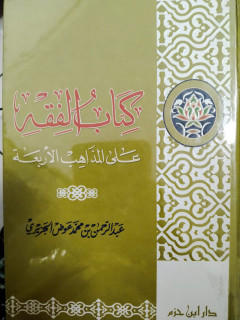 كتاب الفقه
على المذاهب الأربعة
عبد الرحمن بن محمد عوض الجزيري
دار ابن حزم